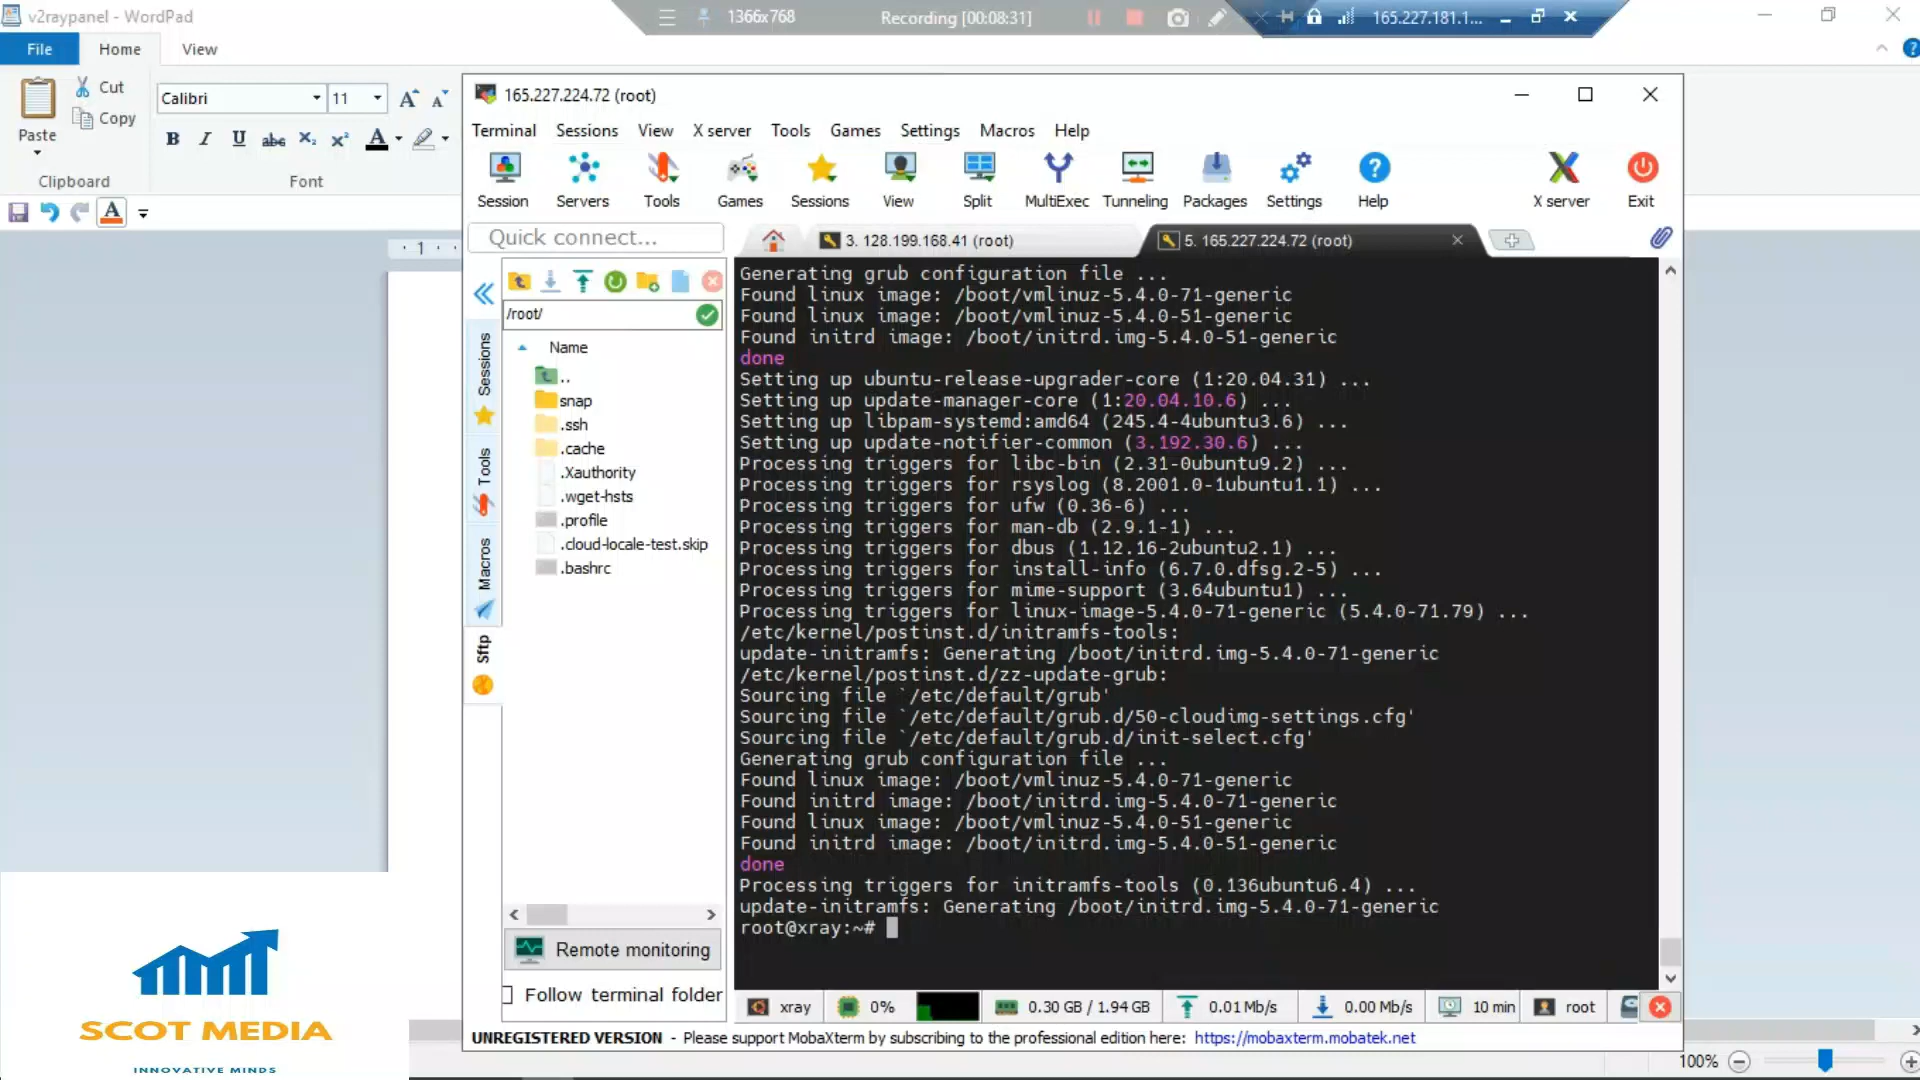 v2raypanel - WordPad
1366x768
Recording [00:08:31]
165.227.181.1...
File
Home
View
Paste
Cut
Copy
Clipboard
Calibri
11
B I U abc X₂ X²
Font
1
165.227.224.72 (root)
Terminal Sessions View X server Tools Games Settings Macros Help
Session Servers Tools Games Sessions View Split MultiExec Tunneling Packages Settings Help X server Exit
Quick connect...
3. 128.199.168.41 (root)
5. 165.227.224.72 (root)
/root/
Name
..
snap
.ssh
.cache
.Xauthority
.wget-hsts
.profile
.cloud-locale-test.skip
.bashrc
Sessions
Tools
Macros
Sftp
Remote monitoring
Follow terminal folder
Generating grub configuration file ...
Found linux image: /boot/vmlinuz-5.4.0-71-generic
Found linux image: /boot/vmlinuz-5.4.0-51-generic
Found initrd image: /boot/initrd.img-5.4.0-51-generic
done
Setting up ubuntu-release-upgrader-core (1:20.04.31) ...
Setting up update-manager-core (1:20.04.10.6) ...
Setting up libpam-systemd:amd64 (245.4-4ubuntu3.6) ...
Setting up update-notifier-common (3.192.30.6) ...
Processing triggers for libc-bin (2.31-0ubuntu9.2) ...
Processing triggers for rsyslog (8.2001.0-1ubuntu1.1) ...
Processing triggers for ufw (0.36-6) ...
Processing triggers for man-db (2.9.1-1) ...
Processing triggers for dbus (1.12.16-2ubuntu2.1) ...
Processing triggers for install-info (6.7.0.dfsg.2-5) ...
Processing triggers for mime-support (3.64ubuntu1) ...
Processing triggers for linux-image-5.4.0-71-generic (5.4.0-71.79) ...
/etc/kernel/postinst.d/initramfs-tools:
update-initramfs: Generating /boot/initrd.img-5.4.0-71-generic
/etc/kernel/postinst.d/zz-update-grub:
Sourcing file `/etc/default/grub'
Sourcing file `/etc/default/grub.d/50-cloudimg-settings.cfg'
Sourcing file `/etc/default/grub.d/init-select.cfg'
Generating grub configuration file ...
Found linux image: /boot/vmlinuz-5.4.0-71-generic
Found initrd image: /boot/initrd.img-5.4.0-71-generic
Found linux image: /boot/vmlinuz-5.4.0-51-generic
Found initrd image: /boot/initrd.img-5.4.0-51-generic
done
Processing triggers for initramfs-tools (0.136ubuntu6.4) ...
update-initramfs: Generating /boot/initrd.img-5.4.0-71-generic
root@xray:~#
xray 0% 0.30 GB / 1.94 GB 0.01 Mb/s 0.00 Mb/s 10 min root
UNREGISTERED VERSION - Please support MobaXterm by subscribing to the professional edition here: https://mobaxterm.mobatek.net
100%
SCOT MEDIA
INNOVATIVE MINDS